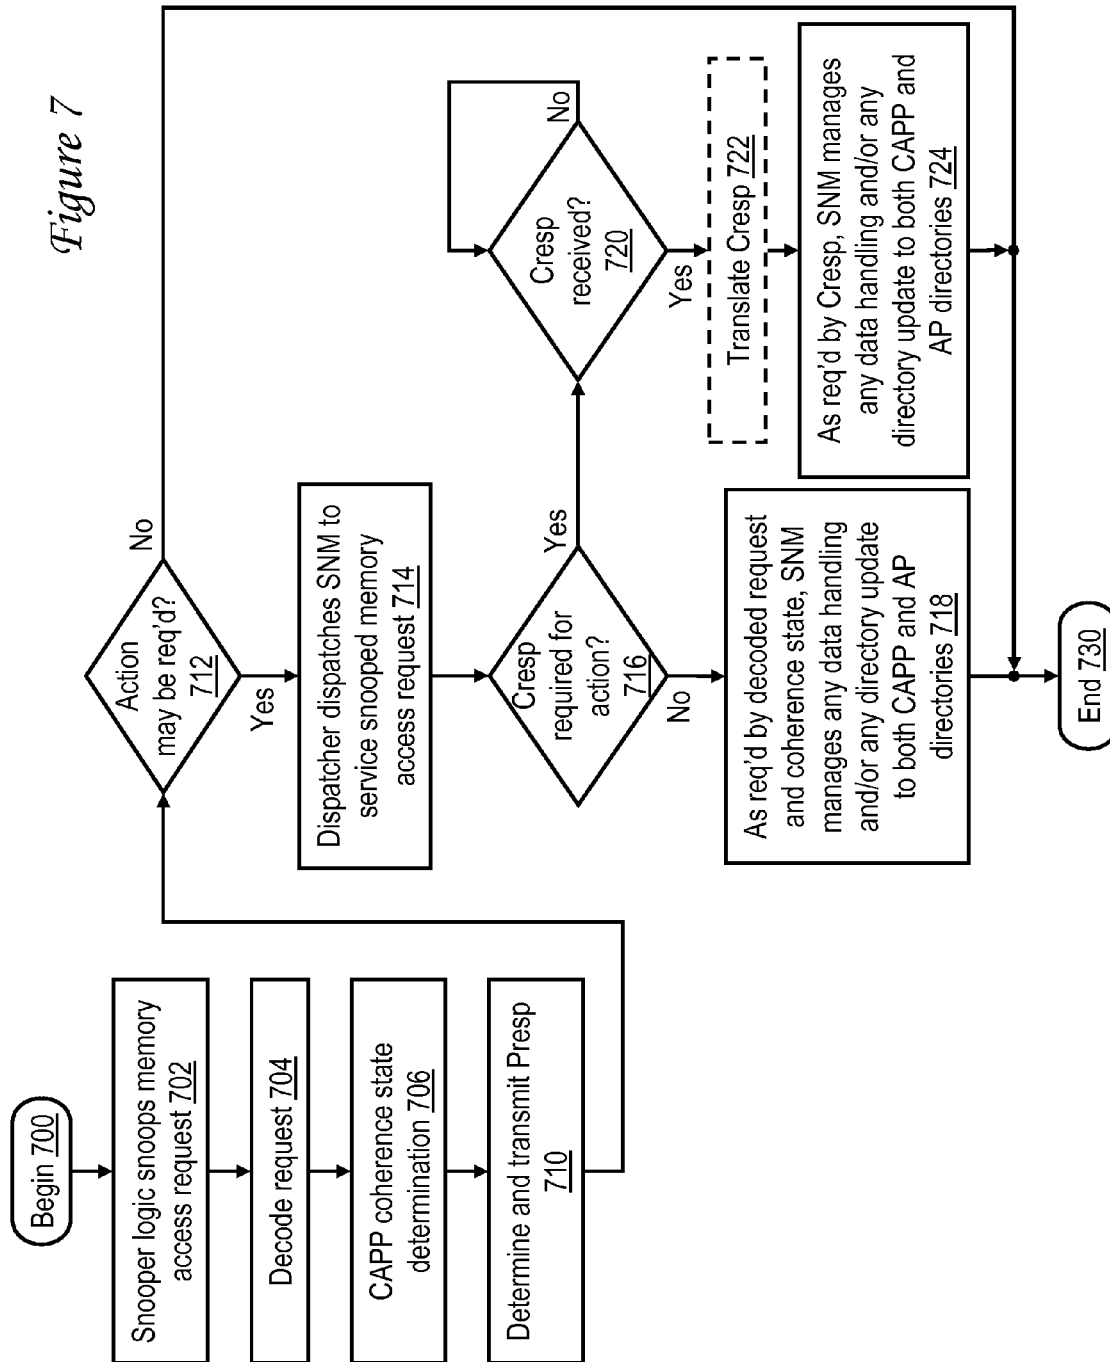 Figure 7
Begin 700
Snooper logic snoops memory
access request 702
Decode request 704
CAPP coherence state
determination 706
Determine and transmit Presp
710
Action
may be req'd?
712
No
Yes
Dispatcher dispatches SNM to
service snooped memory
access request 714
Cresp
required for
action?
716
Yes
No
As req'd by decoded request
and coherence state, SNM
manages any data handling
and/or any directory update
to both CAPP and AP
directories 718
Cresp
received?
720
No
Yes
Translate Cresp 722
As req'd by Cresp, SNM manages
any data handling and/or any
directory update to both CAPP and
AP directories 724
End 730